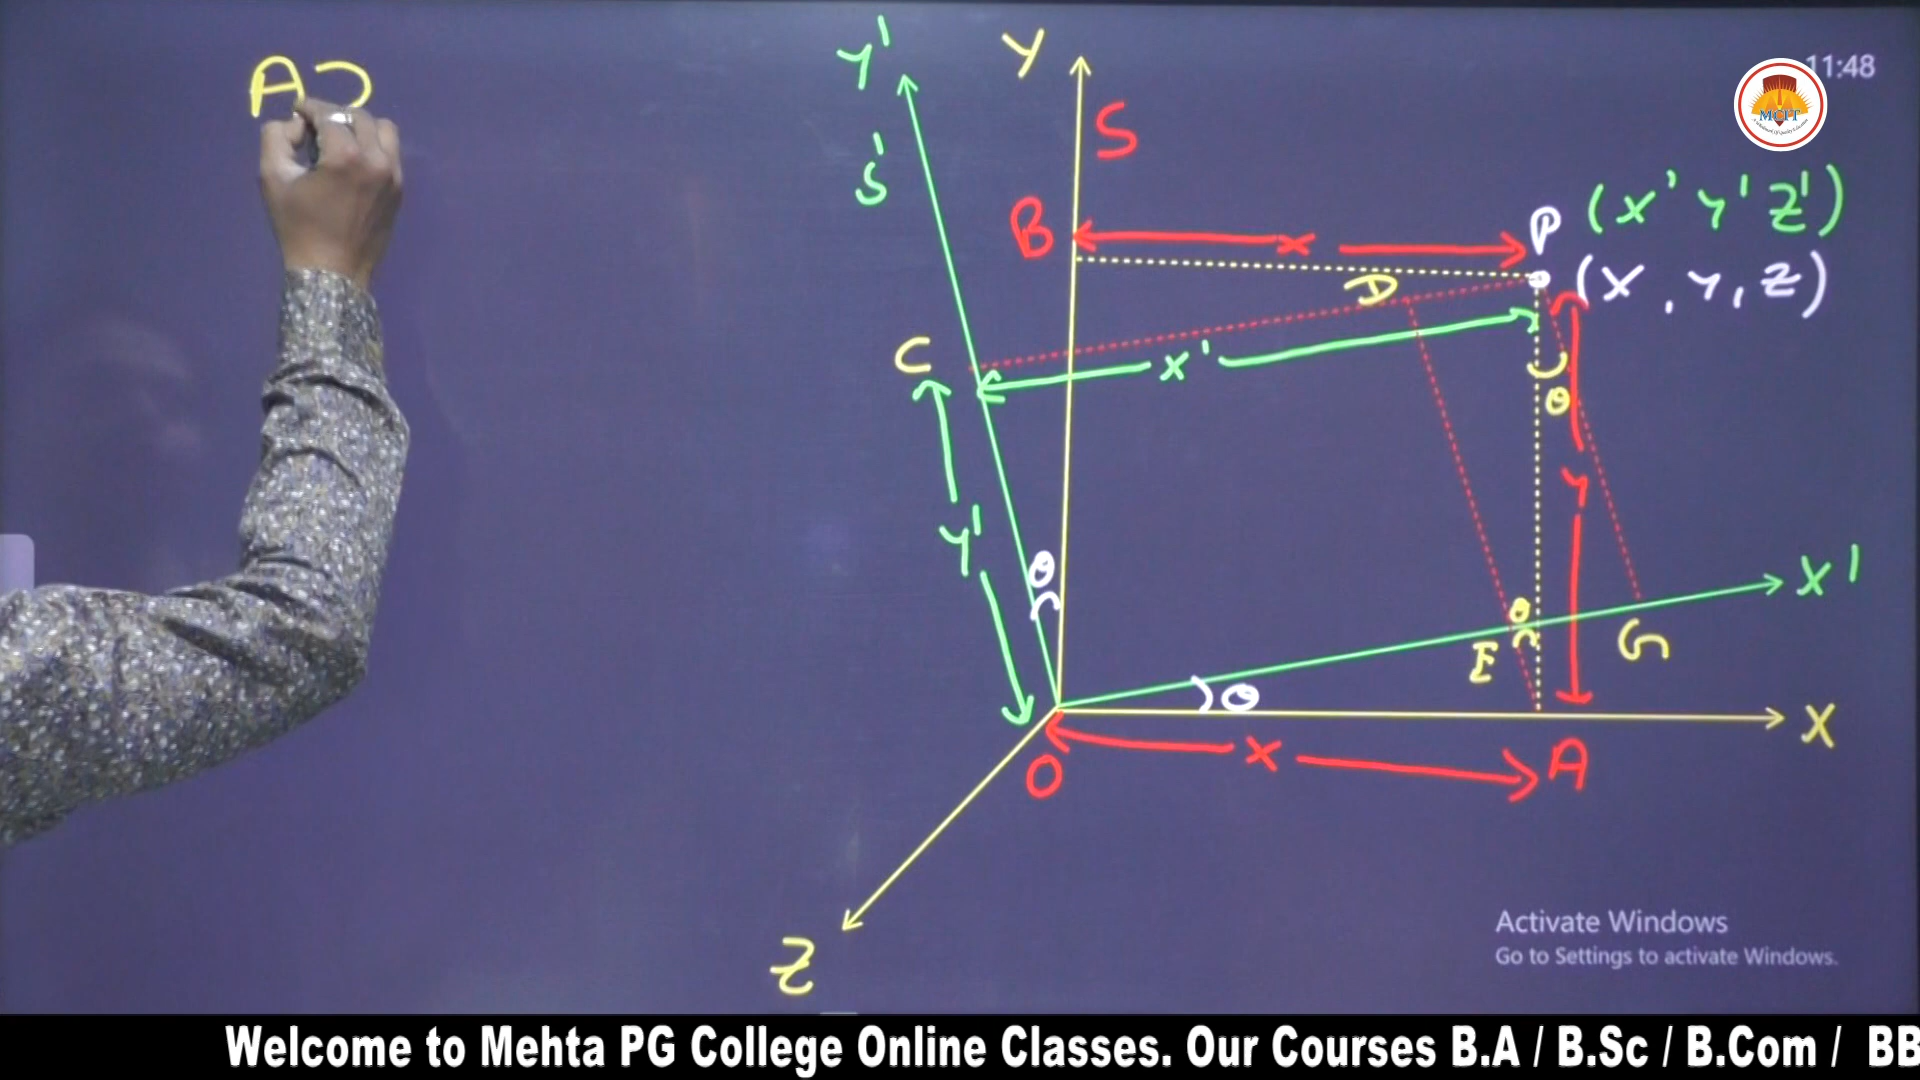 AD
Y'
Y
11:48
S
S'
MCIT
B
x
P
(x' y' z')
(x, y, z)
D
C
x'
θ
y'
y
θ
X'
θ
E
G
θ
X
O
x
A
Z
Activate Windows
Go to Settings to activate Windows.
Welcome to Mehta PG College Online Classes. Our Courses B.A / B.Sc / B.Com / BB